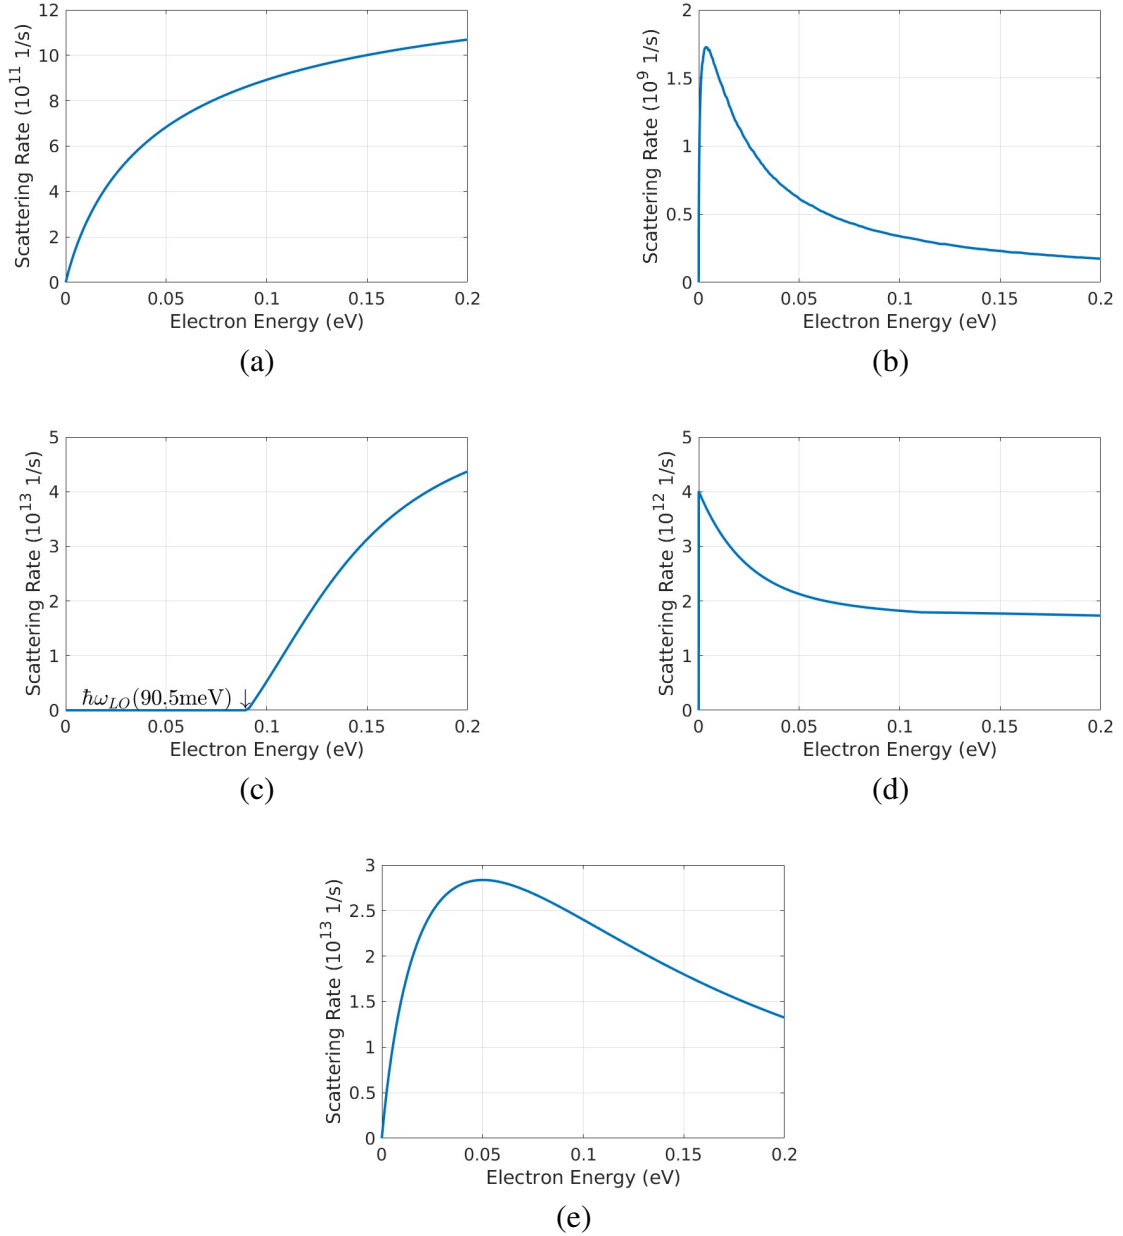 12
10
8
6
4
2
0
Scattering Rate (10^11 1/s)
0 0.05 0.1 0.15 0.2
Electron Energy (eV)
(a)
2
1.5
1
0.5
0
Scattering Rate (10^9 1/s)
0 0.05 0.1 0.15 0.2
Electron Energy (eV)
(b)
5
4
3
2
1
0
Scattering Rate (10^13 1/s)
ħω_LO(90.5meV) ↓
0 0.05 0.1 0.15 0.2
Electron Energy (eV)
(c)
5
4
3
2
1
0
Scattering Rate (10^12 1/s)
0 0.05 0.1 0.15 0.2
Electron Energy (eV)
(d)
3
2.5
2
1.5
1
0.5
0
Scattering Rate (10^13 1/s)
0 0.05 0.1 0.15 0.2
Electron Energy (eV)
(e)